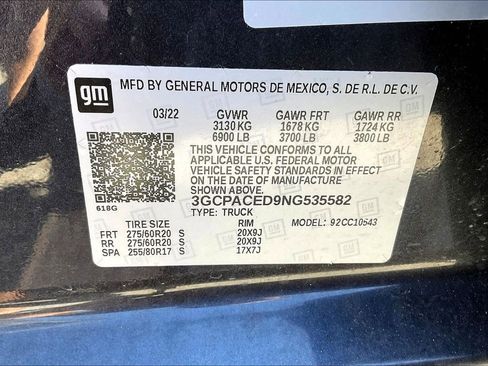 gm
MFD BY GENERAL MOTORS DE MEXICO, S. DE R.L. DE C.V.
03/22 GVWR GAWR FRT GAWR RR
3130 KG 1678 KG 1724 KG
6900 LB 3700 LB 3800 LB
THIS VEHICLE CONFORMS TO ALL
APPLICABLE U.S. FEDERAL MOTOR
VEHICLE SAFETY STANDARDS IN EFFECT ON
THE DATE OF MANUFACTURE SHOWN ABOVE.
618G 3GCPACED9NG535582
TYPE: TRUCK
TIRE SIZE RIM MODEL: 92CC10543
FRT 275/60R20 S 20X9J
RR 275/60R20 S 20X9J
SPA 255/80R17 S 17X7J